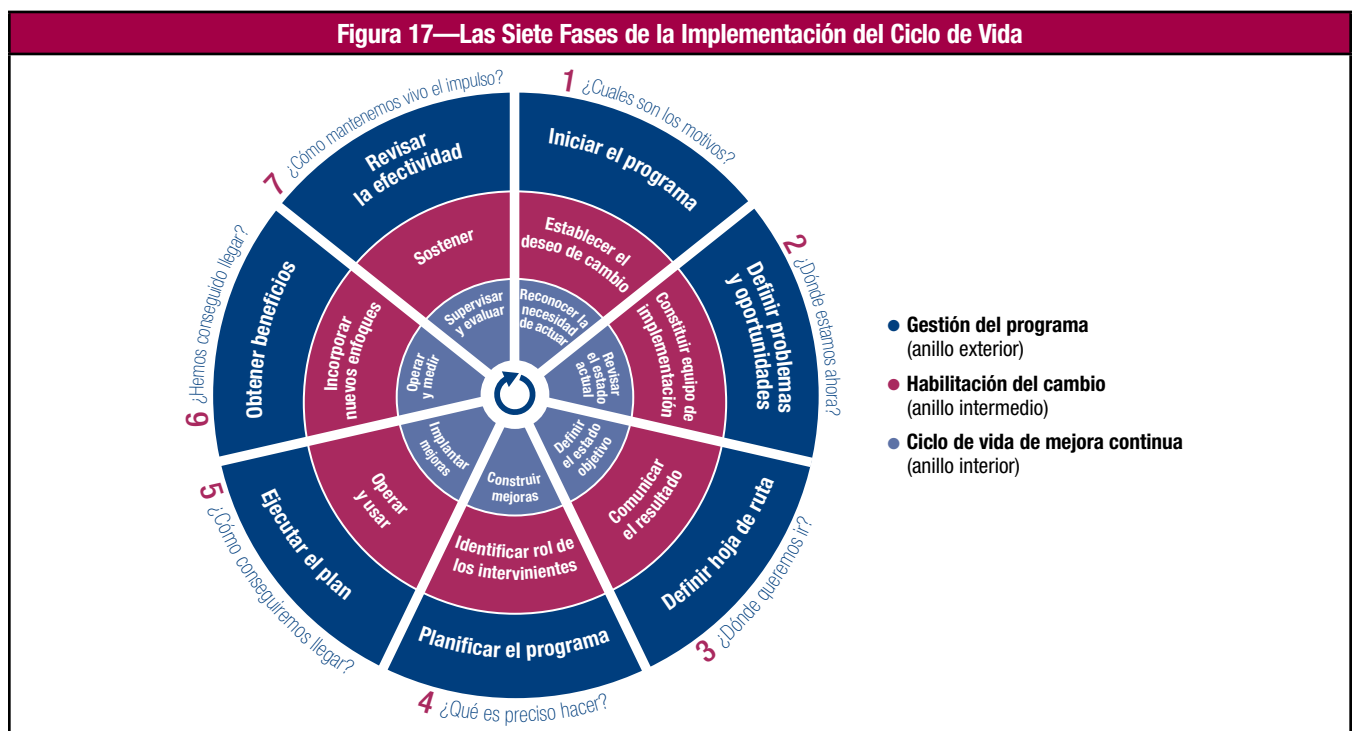 Figura 17—Las Siete Fases de la Implementación del Ciclo de Vida
1 ¿Cuales son los motivos?
Iniciar el programa
Establecer el
deseo de cambio
Reconocer la
necesidad
de actuar
2 ¿Dónde estamos ahora?
Definir problemas
y oportunidades
Constituir equipo de
implementación
Revisar
el estado
actual
3 ¿Dónde queremos ir?
Definir hoja de ruta
Comunicar
el resultado
Definir
el estado
objetivo
4 ¿Qué es preciso hacer?
Planificar el programa
Identificar rol de
los intervinientes
Construir
mejoras
5 ¿Cómo conseguiremos llegar?
Ejecutar el plan
Operar
y usar
Implantar
mejoras
6 ¿Hemos conseguido llegar?
Obtener beneficios
Incorporar
nuevos enfoques
Operar
y medir
7 ¿Cómo mantenemos vivo el impulso?
Revisar
la efectividad
Sostener
Supervisar
y evaluar
Gestión del programa
(anillo exterior)
Habilitación del cambio
(anillo intermedio)
Ciclo de vida de mejora continua
(anillo interior)